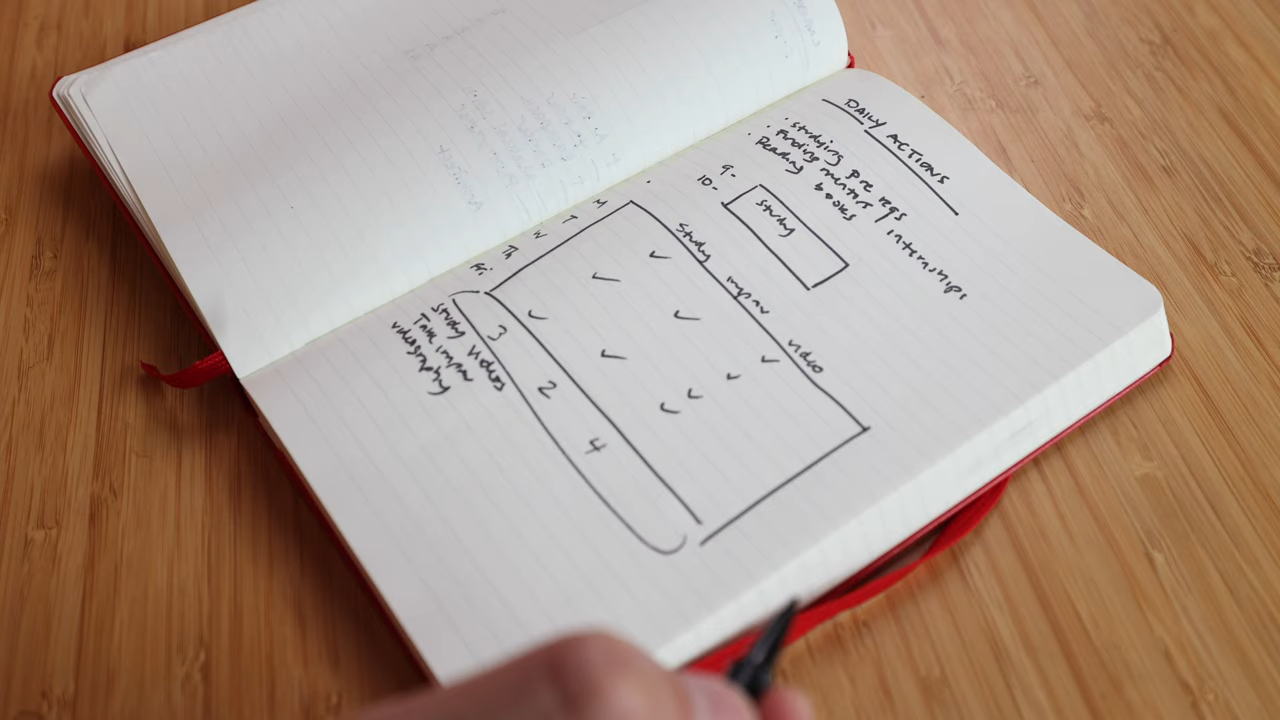 DAILY ACTIONS
· Studying pre reqs
· Finding mentors internships
· Reading books
9-
10-
Study
Study improv video
M
T
W
Th
Fri
3 2 4
Study videos
Take improv
videography